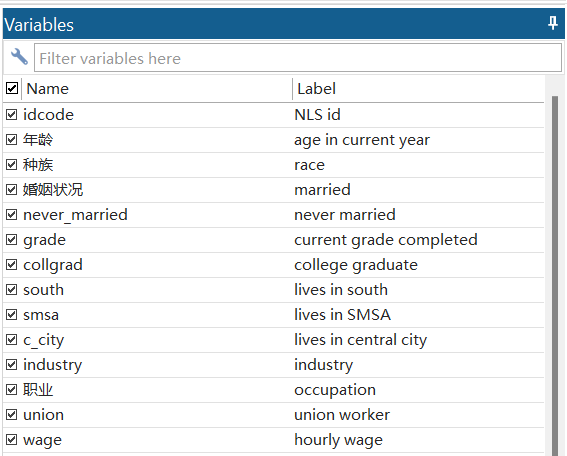 Variables
Filter variables here
Name Label
idcode NLS id
年龄 age in current year
种族 race
婚姻状况 married
never_married never married
grade current grade completed
collgrad college graduate
south lives in south
smsa lives in SMSA
c_city lives in central city
industry industry
职业 occupation
union union worker
wage hourly wage